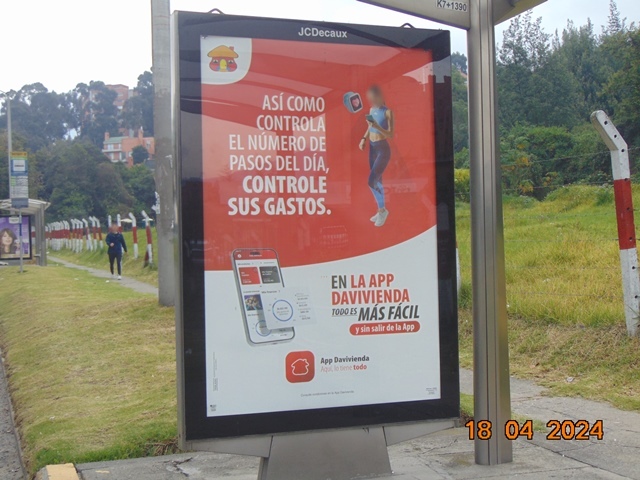 K7+1390
JCDecaux
ASÍ COMO
CONTROLA
EL NÚMERO DE
PASOS DEL DÍA,
CONTROLE
SUS GASTOS.
EN LA APP
DAVIVIENDA
TODO ES MÁS FÁCIL
y sin salir de la App
App Davivienda
Aquí lo tiene todo
18 04 2024